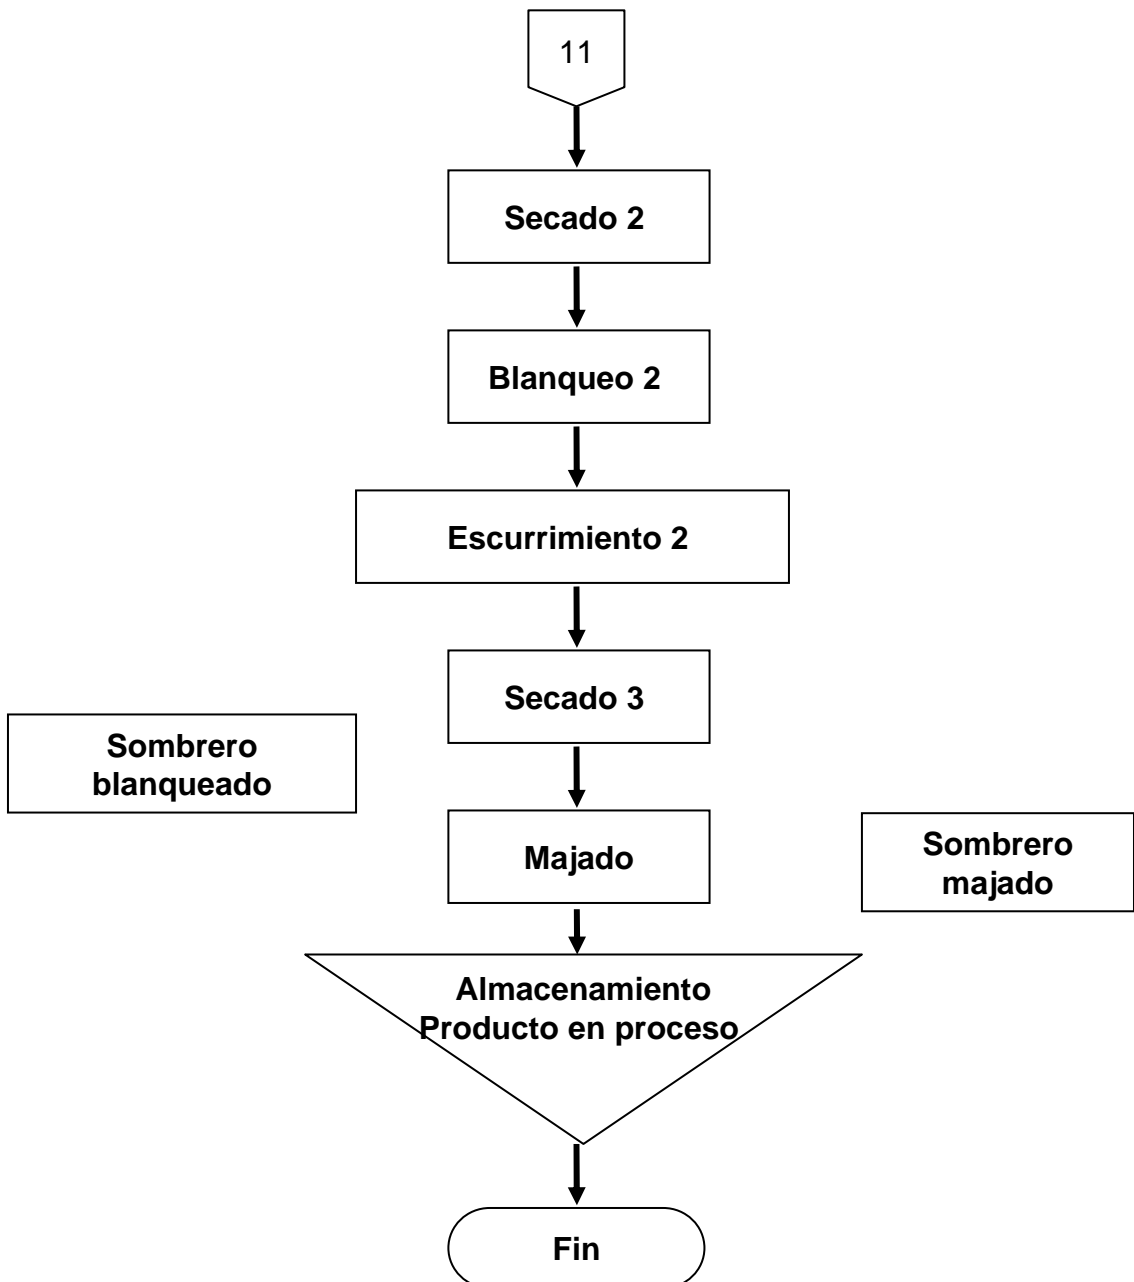 11
Secado 2
Blanqueo 2
Escurrimiento 2
Secado 3
Sombrero
blanqueado
Majado
Sombrero
majado
Almacenamiento
Producto en proceso
Fin